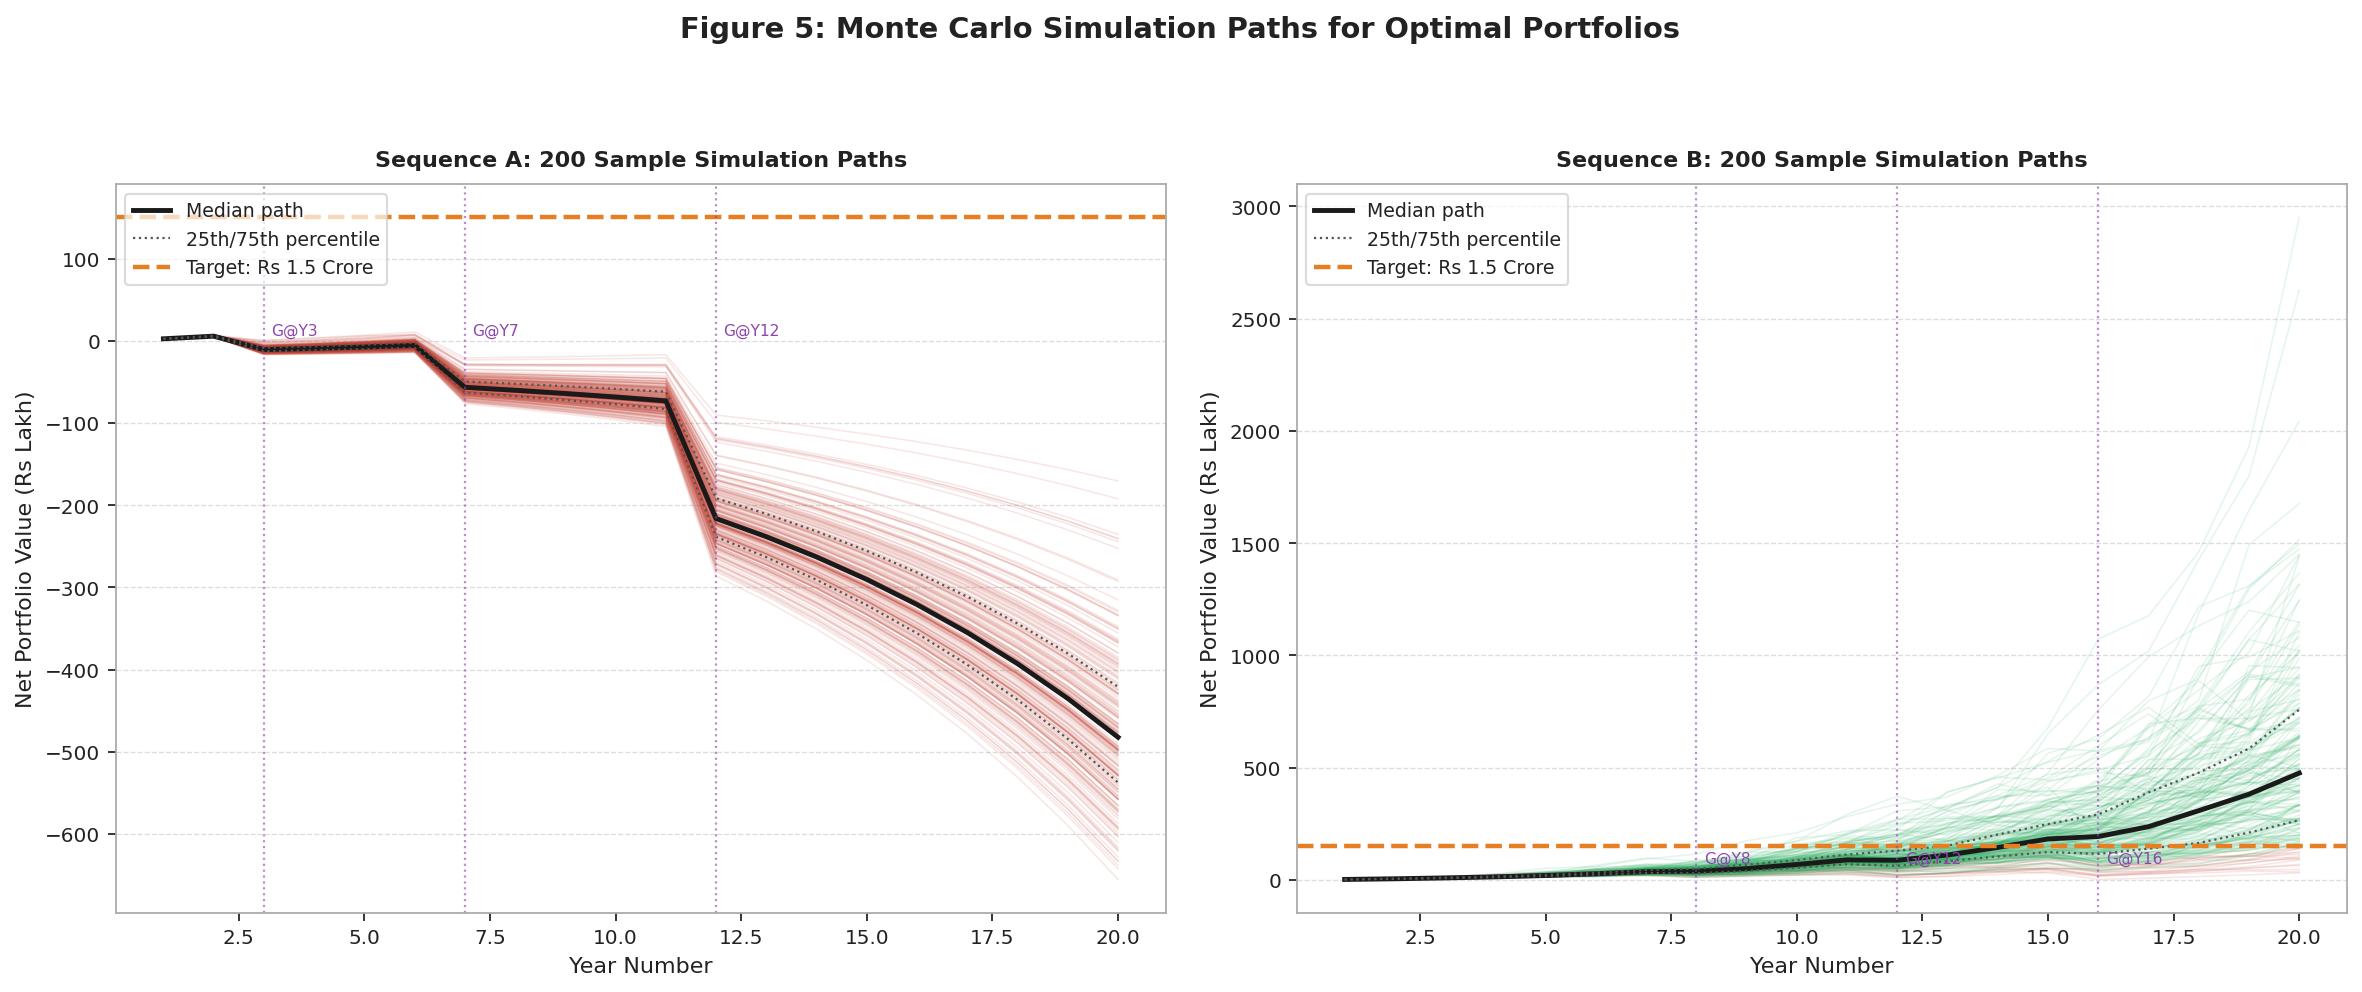 Figure 5: Monte Carlo Simulation Paths for Optimal Portfolios
Sequence A: 200 Sample Simulation Paths
Median path
25th/75th percentile
Target: Rs 1.5 Crore
G@Y3
G@Y7
G@Y12
100
0
−100
−200
−300
−400
−500
−600
Net Portfolio Value (Rs Lakh)
2.5
5.0
7.5
10.0
12.5
15.0
17.5
20.0
Year Number
Sequence B: 200 Sample Simulation Paths
Median path
25th/75th percentile
Target: Rs 1.5 Crore
G@Y8
G@Y12
G@Y16
3000
2500
2000
1500
1000
500
0
Net Portfolio Value (Rs Lakh)
2.5
5.0
7.5
10.0
12.5
15.0
17.5
20.0
Year Number